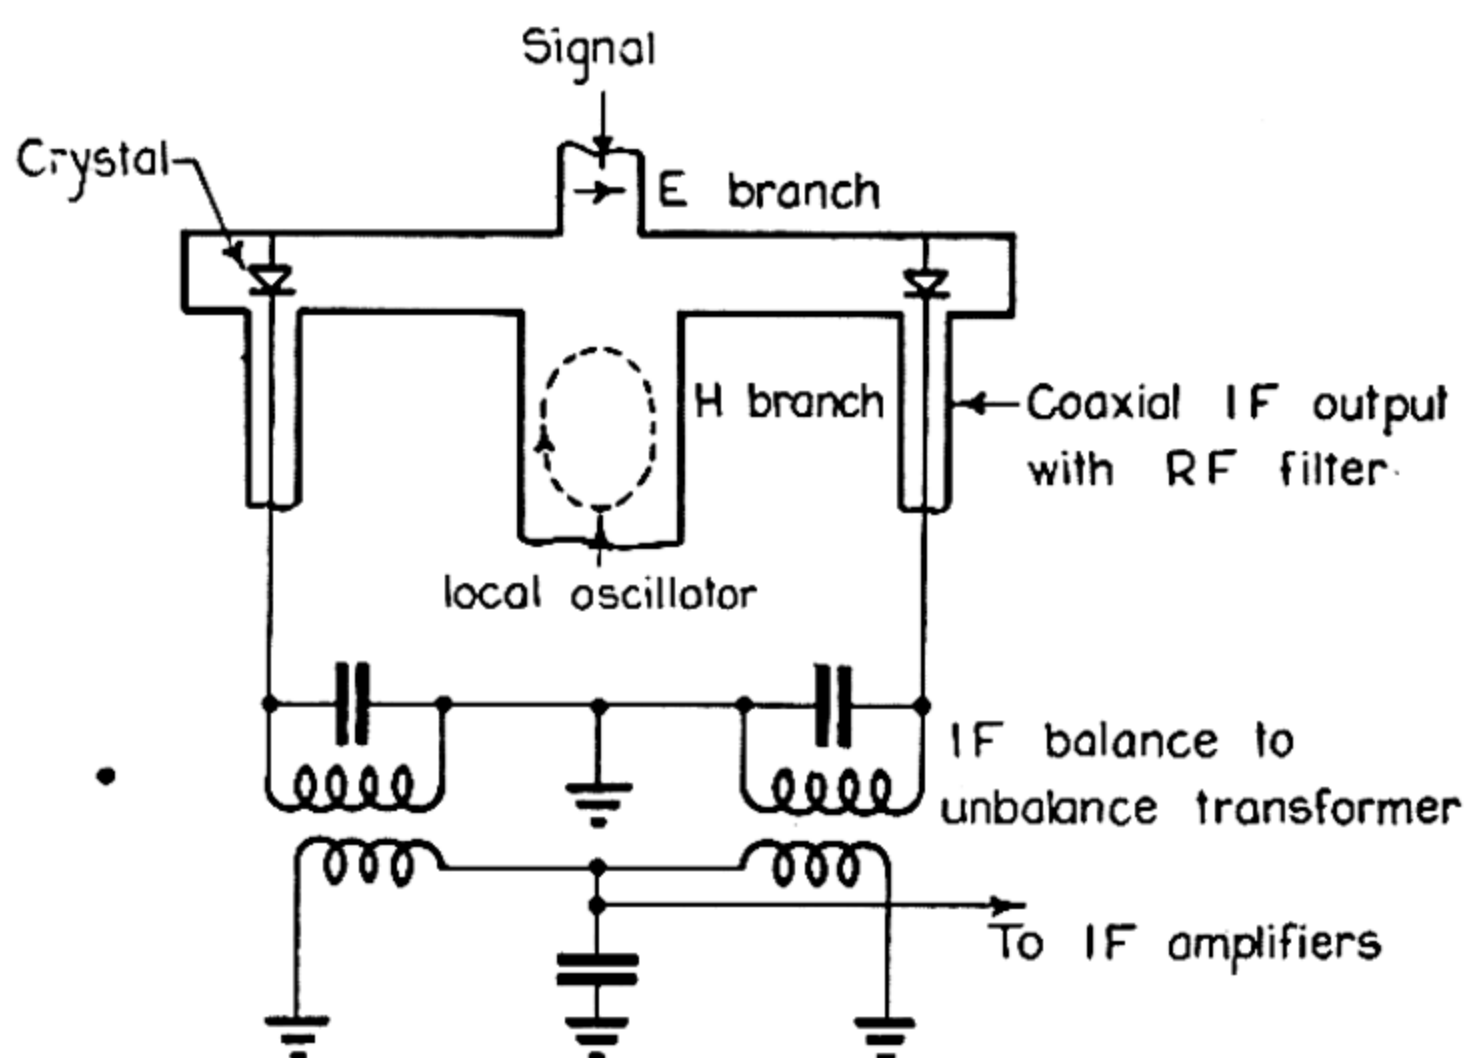 Signal
Crystal
E branch
H branch
Coaxial IF output
with RF filter
local oscillator
IF balance to
unbalance transformer
To IF amplifiers